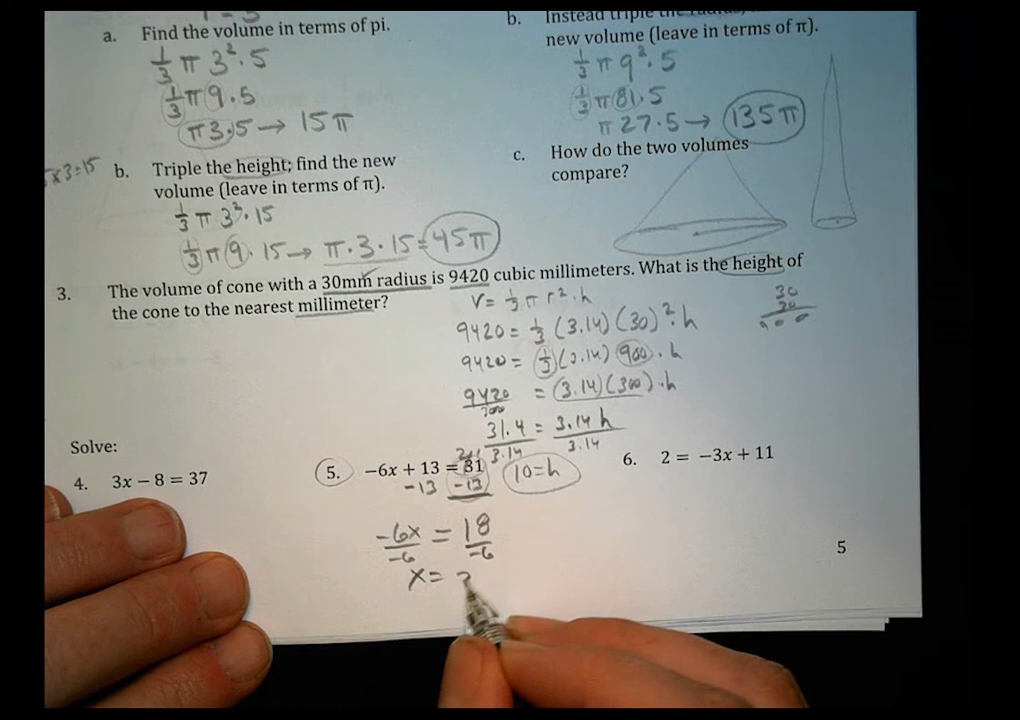 a. Find the volume in terms of pi.
1/3 π 3² · 5
1/3 π 9 · 5
π 3 · 5 → 15π
b. Instead triple the radius,
new volume (leave in terms of π).
1/3 π 9² · 5
1/3 π 81 · 5
π 27 · 5 → 135π
x3=15
b. Triple the height; find the new
volume (leave in terms of π).
1/3 π 3² · 15
1/3 π 9 · 15 → π · 3 · 15 = 45π
c. How do the two volumes
compare?
3. The volume of cone with a 30mm radius is 9420 cubic millimeters. What is the height of
the cone to the nearest millimeter?
V = 1/3 π r² · h
9420 = 1/3 (3.14) (30)² · h
9420 = (1/3) (3.14) 900 · h
9420/300 = (3.14)(300) · h
31.4/3.14 = 3.14 h/3.14
10 = h
30
30
900
Solve:
4. 3x − 8 = 37
5. −6x + 13 = 81
−13 −13
−6x/−6 = 18/−6
x =
6. 2 = −3x + 11
5